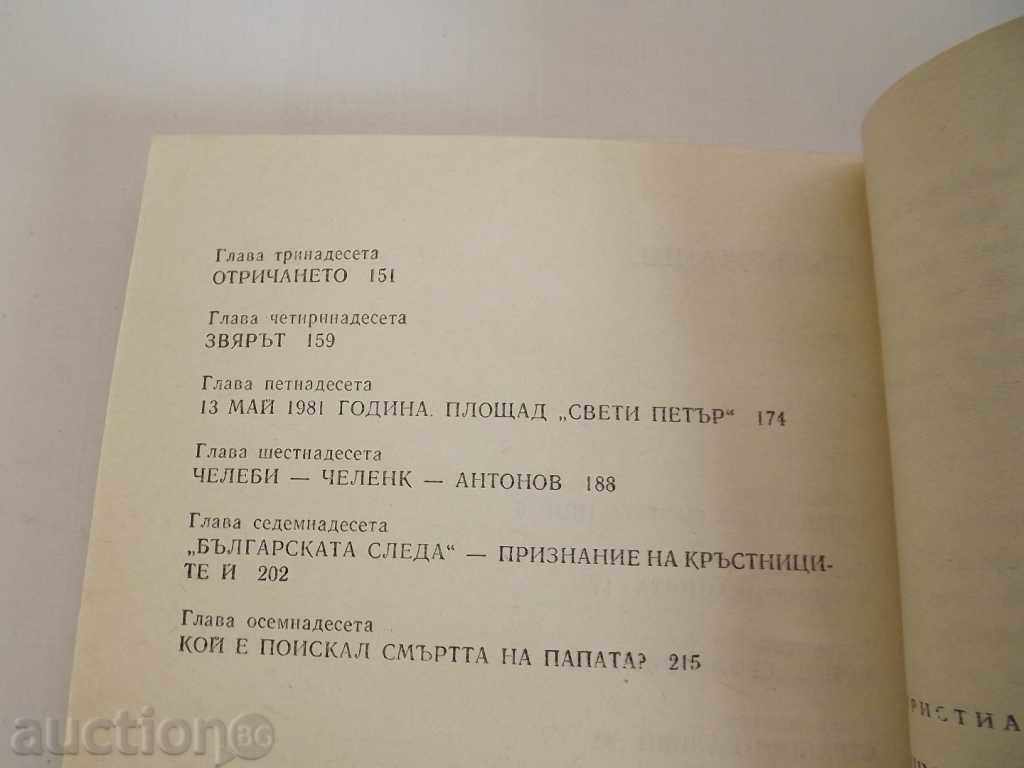 Глава тринадесета
ОТРИЧАНЕТО 151
Глава четиринадесета
ЗВЯРЪТ 159
Глава петнадесета
13 МАЙ 1981 ГОДИНА. ПЛОЩАД „СВЕТИ ПЕТЪР“ 174
Глава шестнадесета
ЧЕЛЕБИ — ЧЕЛЕНК — АНТОНОВ 188
Глава седемнадесета
„БЪЛГАРСКАТА СЛЕДА“ — ПРИЗНАНИЕ НА КРЪСТНИЦИ-
ТЕ Й 202
Глава осемнадесета
КОЙ Е ПОИСКАЛ СМЪРТТА НА ПАПАТА? 215
РИСТИА
auction BG